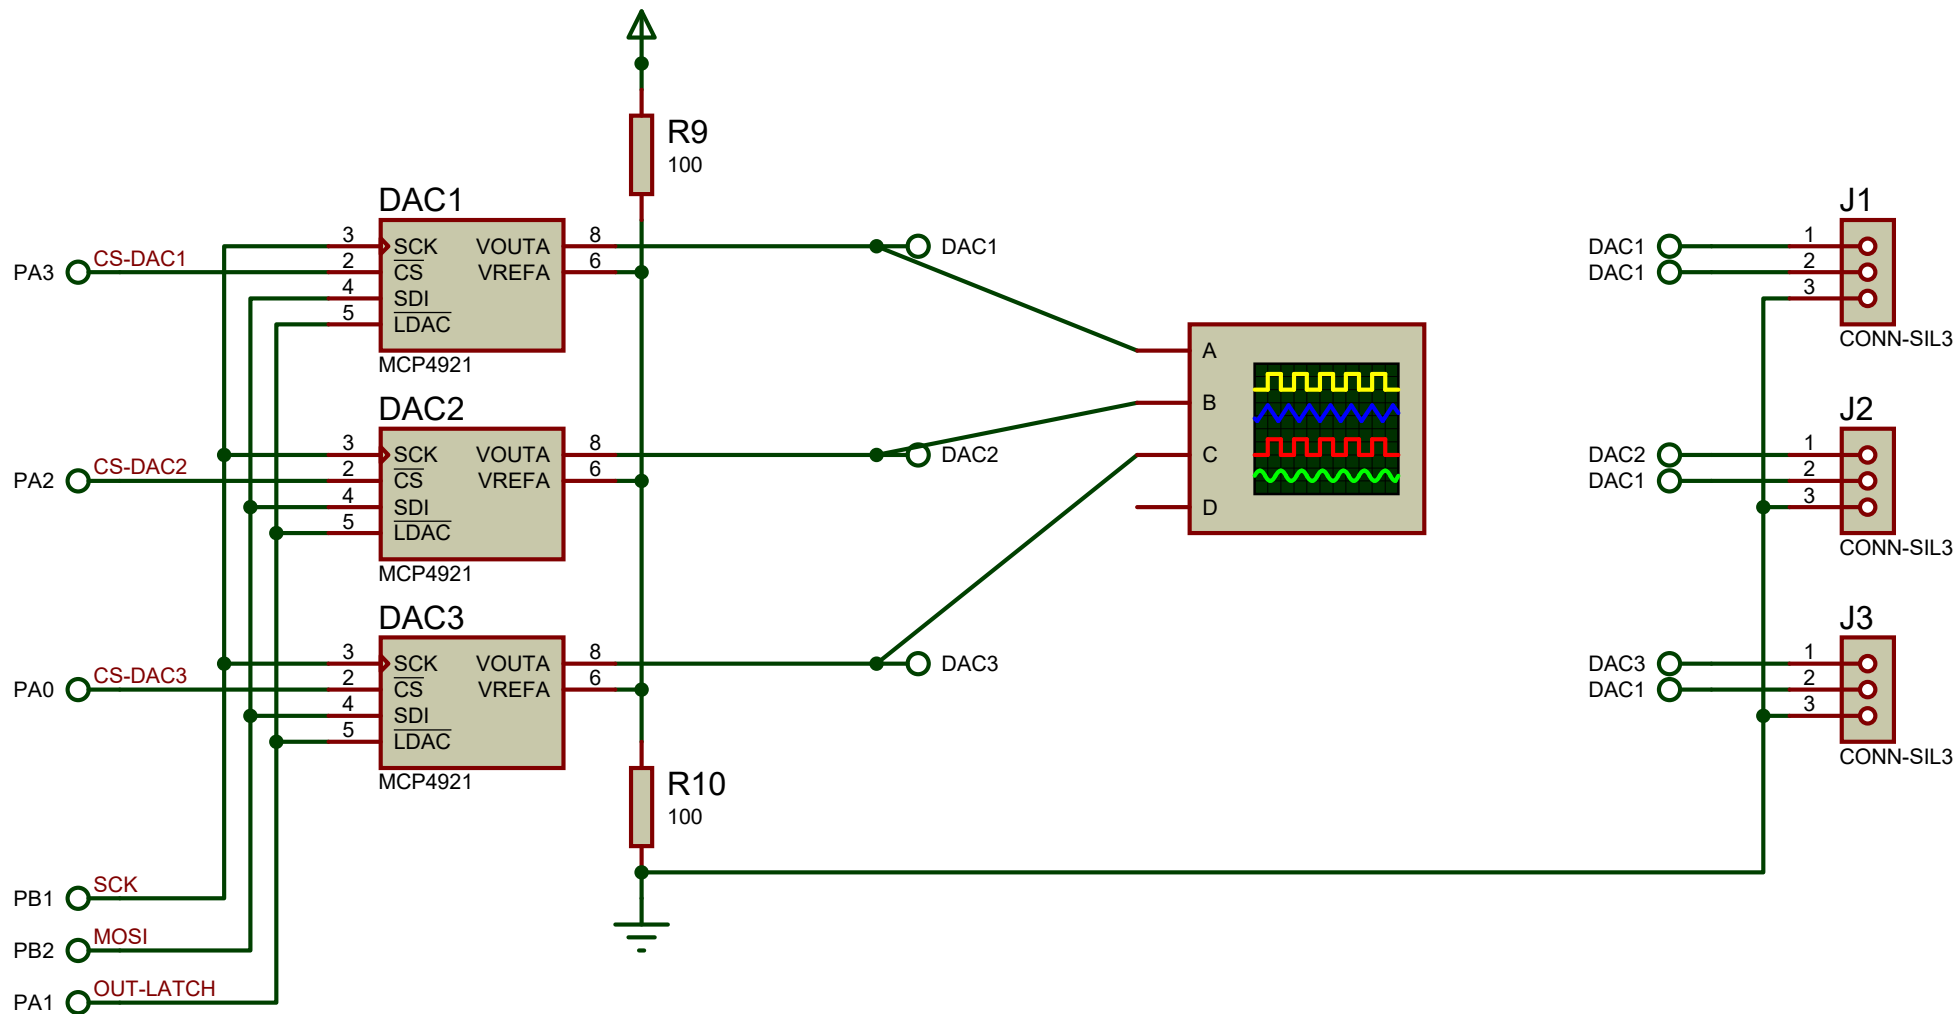 R9
100
DAC1
3 SCK VOUTA 8
PA3 CS-DAC1 2 CS VREFA 6
4 SDI
5 LDAC
MCP4921
DAC1
DAC2
3 SCK VOUTA 8
PA2 CS-DAC2 2 CS VREFA 6
4 SDI
5 LDAC
MCP4921
DAC2
DAC3
3 SCK VOUTA 8
PA0 CS-DAC3 2 CS VREFA 6
4 SDI
5 LDAC
MCP4921
DAC3
R10
100
PB1 SCK
PB2 MOSI
PA1 OUT-LATCH
A
B
C
D
J1
DAC1 1
DAC1 2
3
CONN-SIL3
J2
DAC2 1
DAC1 2
3
CONN-SIL3
J3
DAC3 1
DAC1 2
3
CONN-SIL3